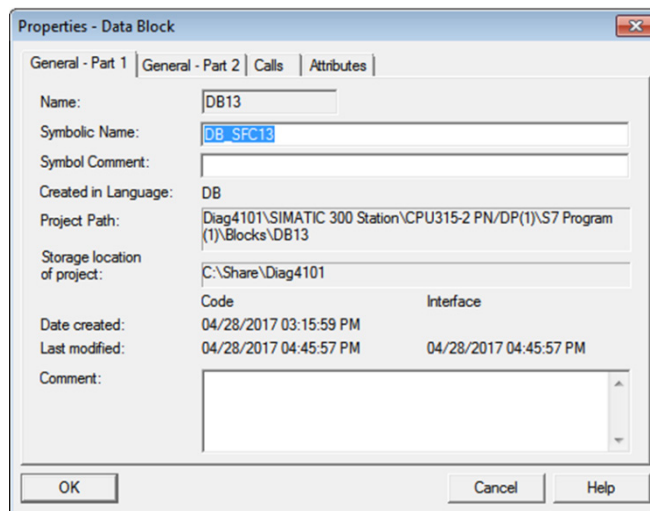 Properties - Data Block
General - Part 1 General - Part 2 Calls Attributes
Name: DB13
Symbolic Name: DB_SFC13
Symbol Comment:
Created in Language: DB
Project Path: Diag4101\SIMATIC 300 Station\CPU315-2 PN/DP(1)\S7 Program
(1)\Blocks\DB13
Storage location
of project: C:\Share\Diag4101
Code Interface
Date created: 04/28/2017 03:15:59 PM
Last modified: 04/28/2017 04:45:57 PM 04/28/2017 04:45:57 PM
Comment:
OK Cancel Help